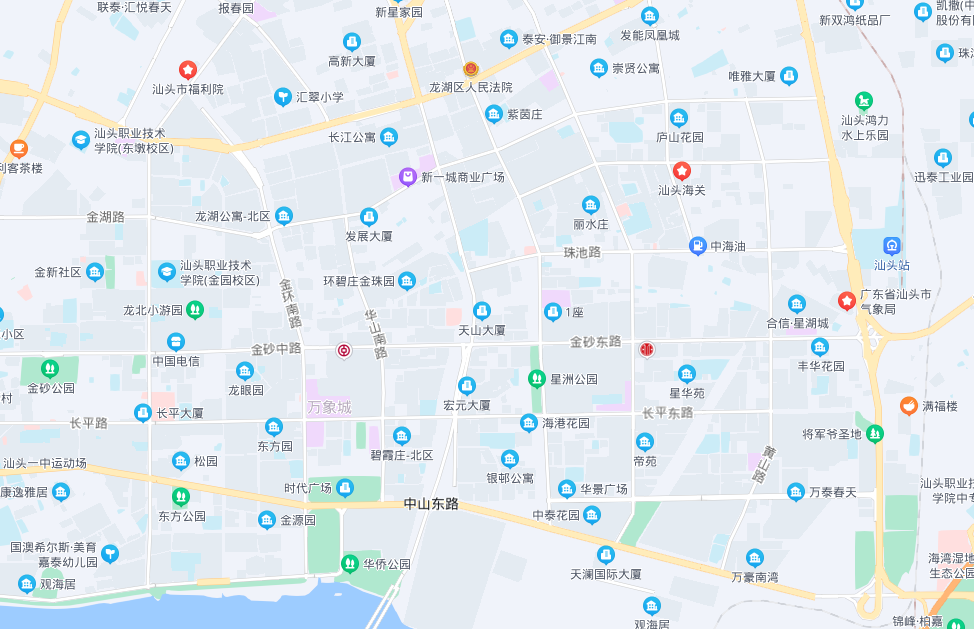 联泰·汇悦春天
报春园
新星家园
泰安·御景江南
发能凤凰城
新双鸿纸品厂
凯撒(中
股份有
高新大厦
崇贤公寓
唯雅大厦
珠
龙湖区人民法院
汕头市福利院
汇翠小学
紫茵庄
汕头鸿力
水上乐园
汕头职业技术
学院(东墩校区)
长江公寓
庐山花园
利客茶楼
新一城商业广场
汕头海关
迅泰工业园
金湖路
龙湖公寓-北区
发展大厦
丽水庄
珠池路
中海油
汕头站
金新社区
汕头职业技术
学院(金园校区)
环碧庄金珠园
金环南路
龙北小游园
华山南路
天山大厦
1座
合信·星湖城
广东省汕头市
气象局
小区
中国电信
金砂中路
金砂东路
丰华花园
金砂公园
龙眼园
星洲公园
星华苑
村
万象城
宏元大厦
长平大厦
长平东路
满福楼
长平路
东方园
碧霞庄-北区
海港花园
帝苑
将军爷圣地
汕头一中运动场
松园
银邨公寓
黄山路
康逸雅居
时代广场
华景广场
万泰春天
汕头职业技
学院中专
东方公园
金源园
中山东路
中泰花园
国澳希尔斯·美育
嘉泰幼儿园
华侨公园
天澜国际大厦
万豪南湾
海湾湿地
生态公园
观海居
观海居
锦峰·柏嘉